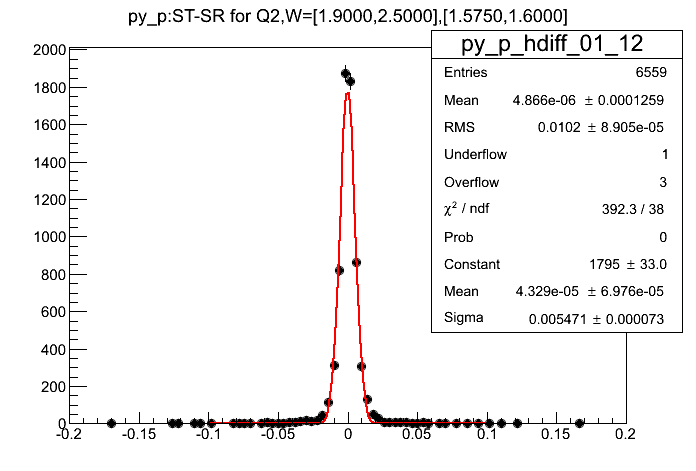 py_p:ST-SR for Q2,W=[1.9000,2.5000],[1.5750,1.6000]
py_p_hdiff_01_12
Entries 6559
Mean 4.866e-06 ± 0.0001259
RMS 0.0102 ± 8.905e-05
Underflow 1
Overflow 3
χ² / ndf 392.3 / 38
Prob 0
Constant 1795 ± 33.0
Mean 4.329e-05 ± 6.976e-05
Sigma 0.005471 ± 0.000073
2000
1800
1600
1400
1200
1000
800
600
400
200
0
-0.2 -0.15 -0.1 -0.05 0 0.05 0.1 0.15 0.2